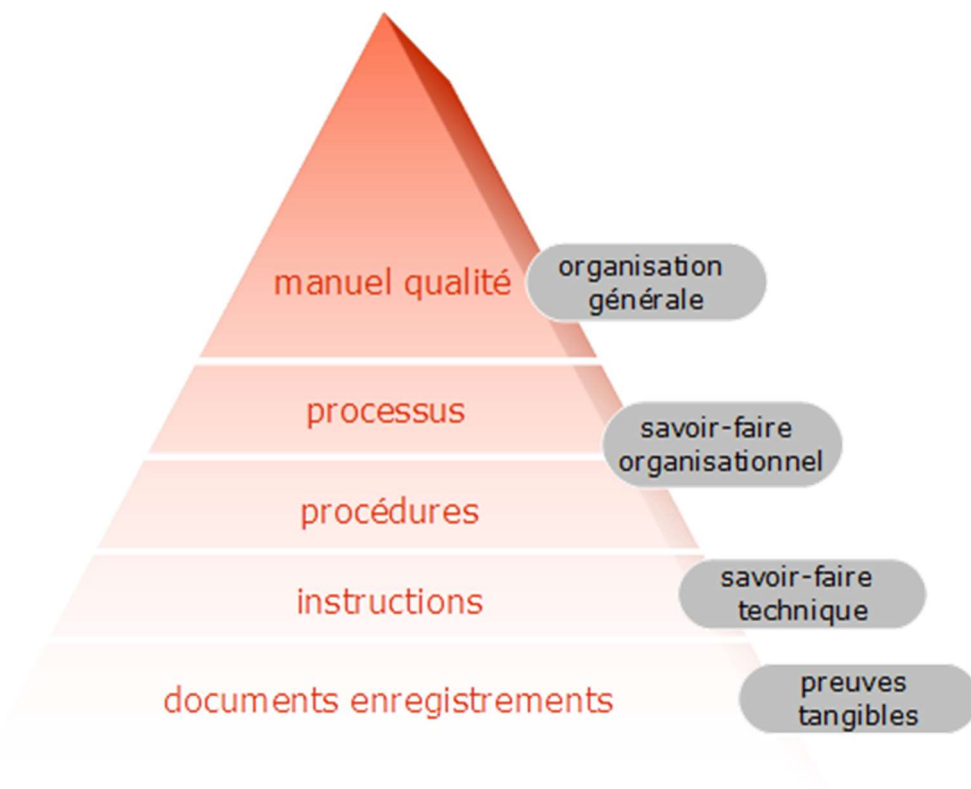 manuel qualité
organisation
générale
processus
savoir-faire
organisationnel
procédures
instructions
savoir-faire
technique
documents enregistrements
preuves
tangibles